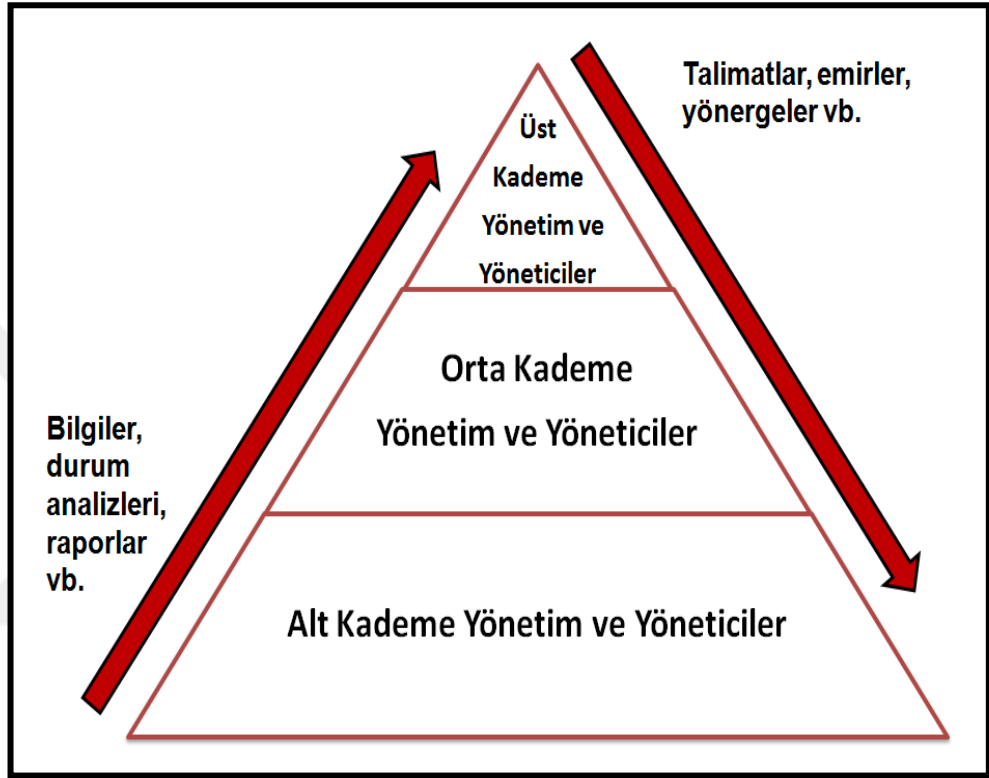 Talimatlar, emirler,
yönergeler vb.
Üst
Kademe
Yönetim ve
Yöneticiler
Orta Kademe
Yönetim ve Yöneticiler
Bilgiler,
durum
analizleri,
raporlar
vb.
Alt Kademe Yönetim ve Yöneticiler